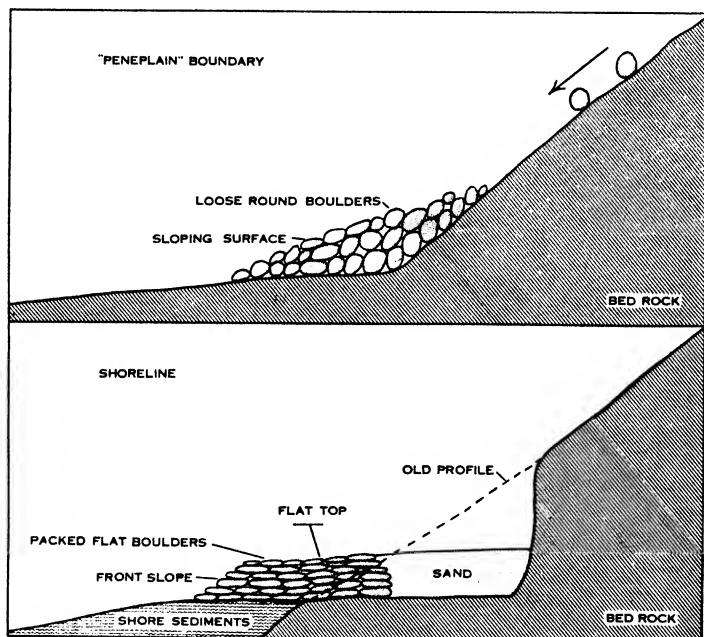 "PENEPLAIN" BOUNDARY
LOOSE ROUND BOULDERS
SLOPING SURFACE
BED ROCK
SHORELINE
OLD PROFILE
FLAT TOP
PACKED FLAT BOULDERS
FRONT SLOPE
SAND
SHORE SEDIMENTS
BED ROCK